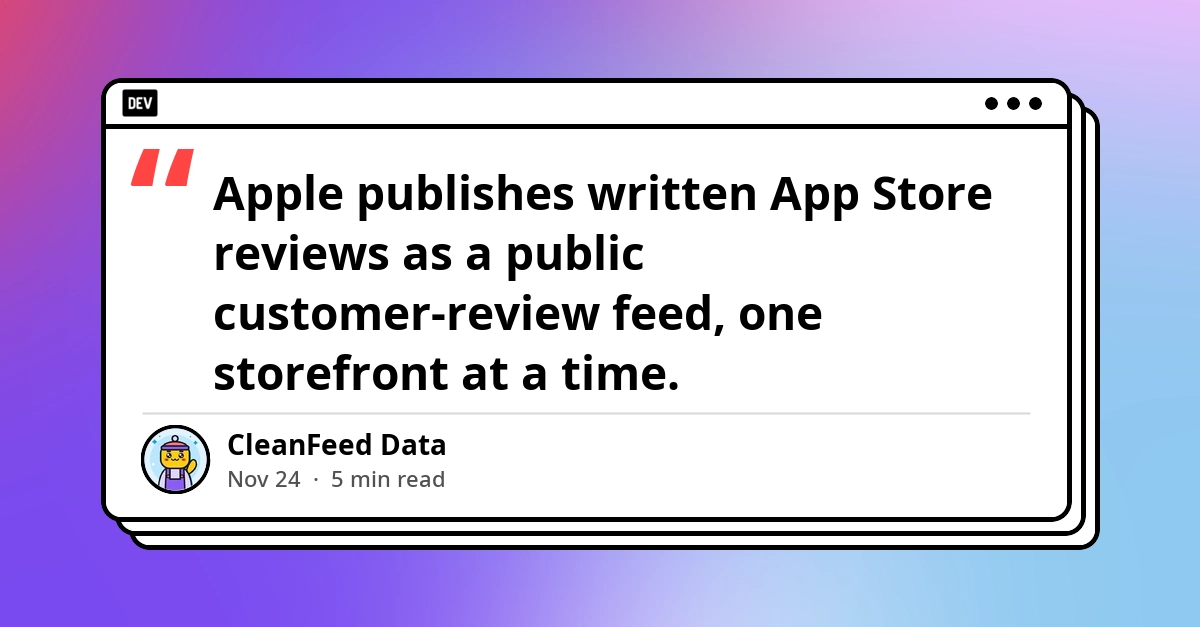 DEV
“ Apple publishes written App Store
reviews as a public
customer-review feed, one
storefront at a time.
CleanFeed Data
Nov 24 · 5 min read